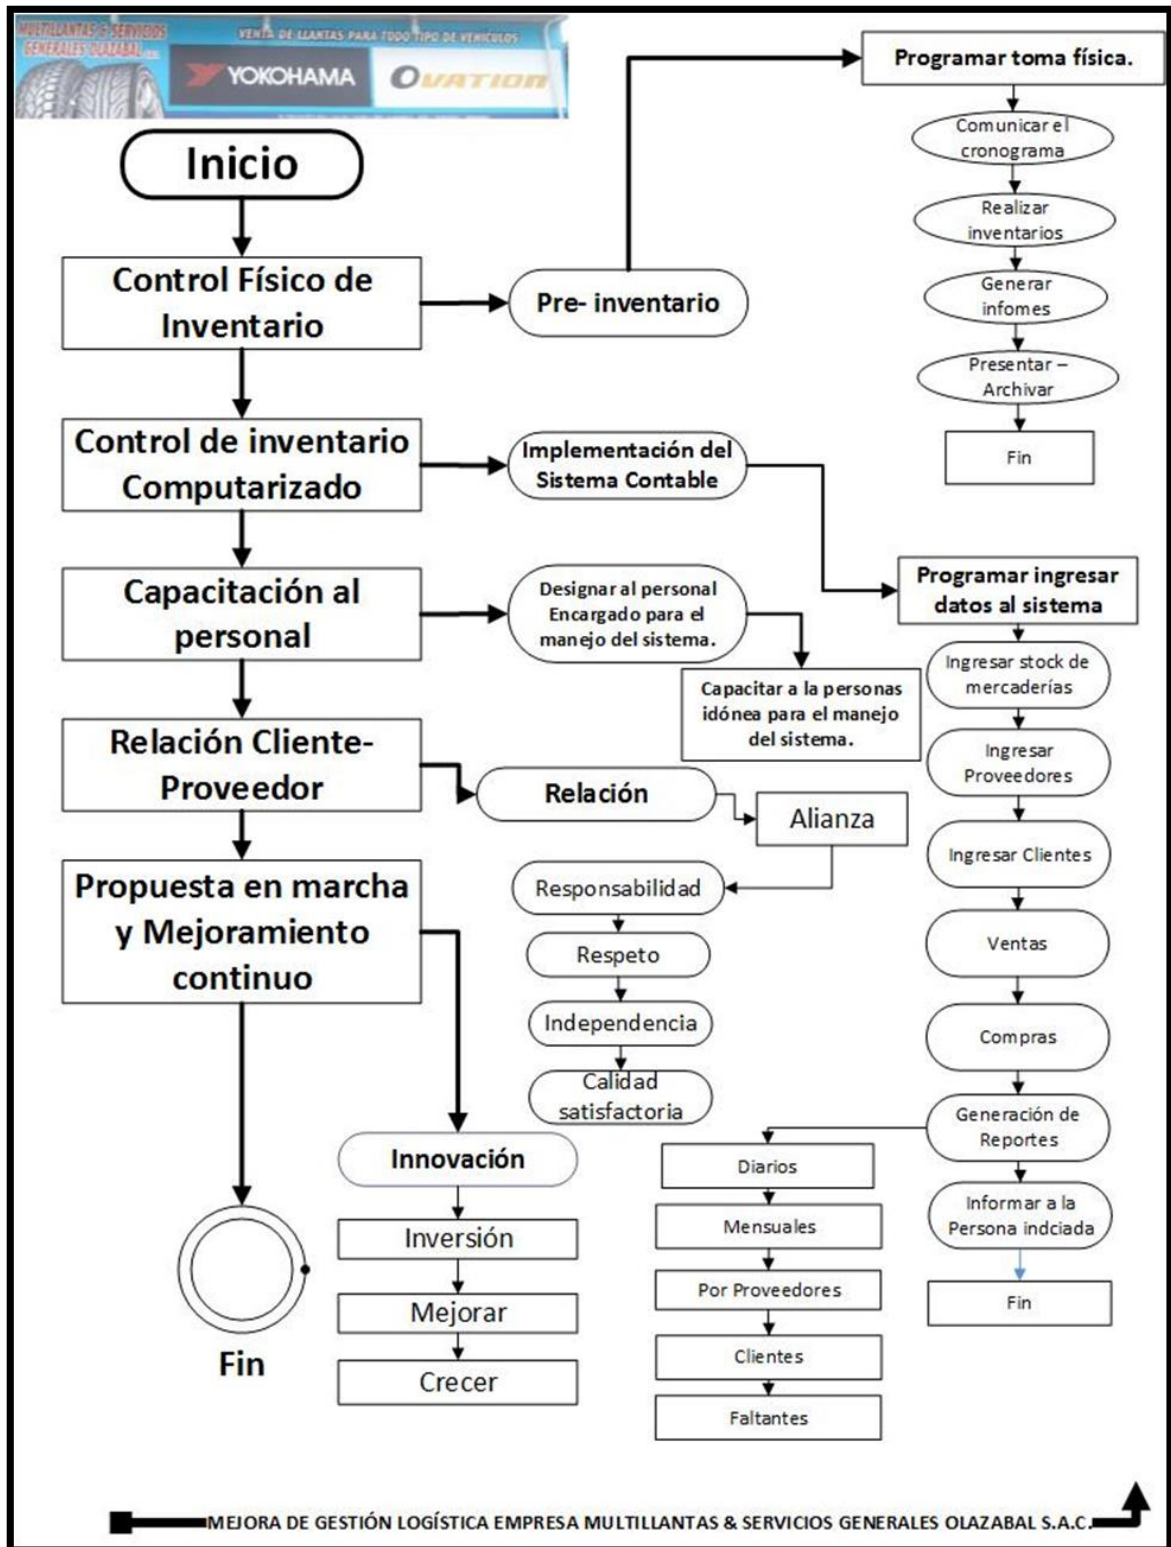 MULTILLANTAS & SERVICIOS
GENERALES OLAZABAL
VENTA DE LLANTAS PARA TODO TIPO DE VEHICULOS
YOKOHAMA
OVATION
Inicio
Control Físico de
Inventario
Pre- inventario
Programar toma física.
Comunicar el
cronograma
Realizar
inventarios
Generar
infomes
Presentar –
Archivar
Fin
Control de inventario
Computarizado
Implementación del
Sistema Contable
Programar ingresar
datos al sistema
Ingresar stock de
mercaderías
Ingresar
Proveedores
Ingresar Clientes
Ventas
Compras
Generación de
Reportes
Informar a la
Persona indciada
Fin
Diarios
Mensuales
Por Proveedores
Clientes
Faltantes
Capacitación al
personal
Designar al personal
Encargado para el
manejo del sistema.
Capacitar a la personas
idónea para el manejo
del sistema.
Relación Cliente-
Proveedor
Relación
Alianza
Responsabilidad
Respeto
Independencia
Calidad
satisfactoria
Propuesta en marcha
y Mejoramiento
continuo
Innovación
Inversión
Mejorar
Crecer
Fin
MEJORA DE GESTIÓN LOGÍSTICA EMPRESA MULTILLANTAS & SERVICIOS GENERALES OLAZABAL S.A.C.